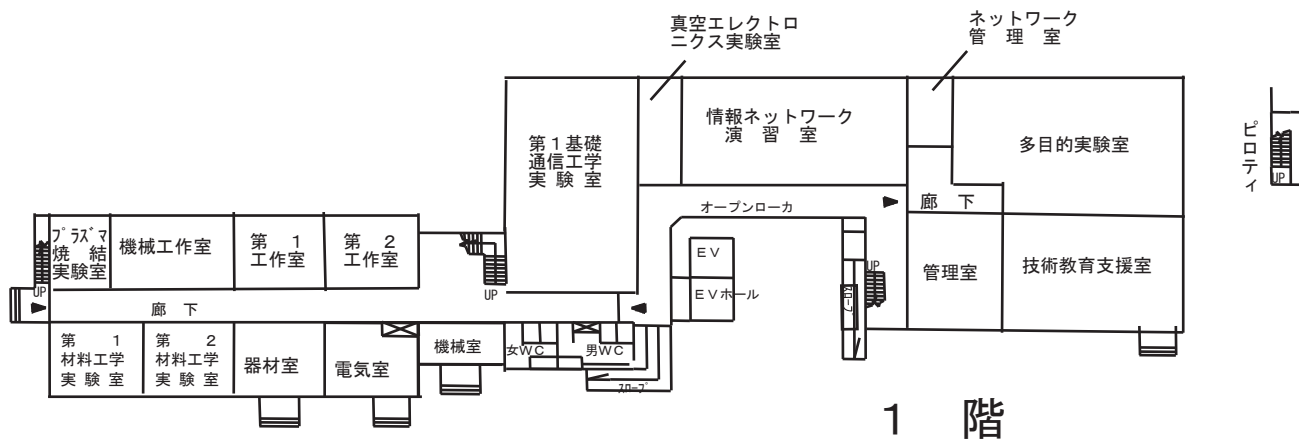 真空エレクトロ
ニクス実験室
ネットワーク
管 理 室
第１基礎
通信工学
実 験 室
情報ネットワーク
演 習 室
多目的実験室
ピロティ
UP
オープンローカ
廊 下
プラズマ
焼 結
実験室
機械工作室
第 1
工作室
第 2
工作室
EV
EVホール
UP
スロープ
管理室
技術教育支援室
UP
UP
廊 下
第 1
材料工学
実 験 室
第 2
材料工学
実 験 室
器材室
電気室
機械室
女WC
男WC
スロープ
1 階